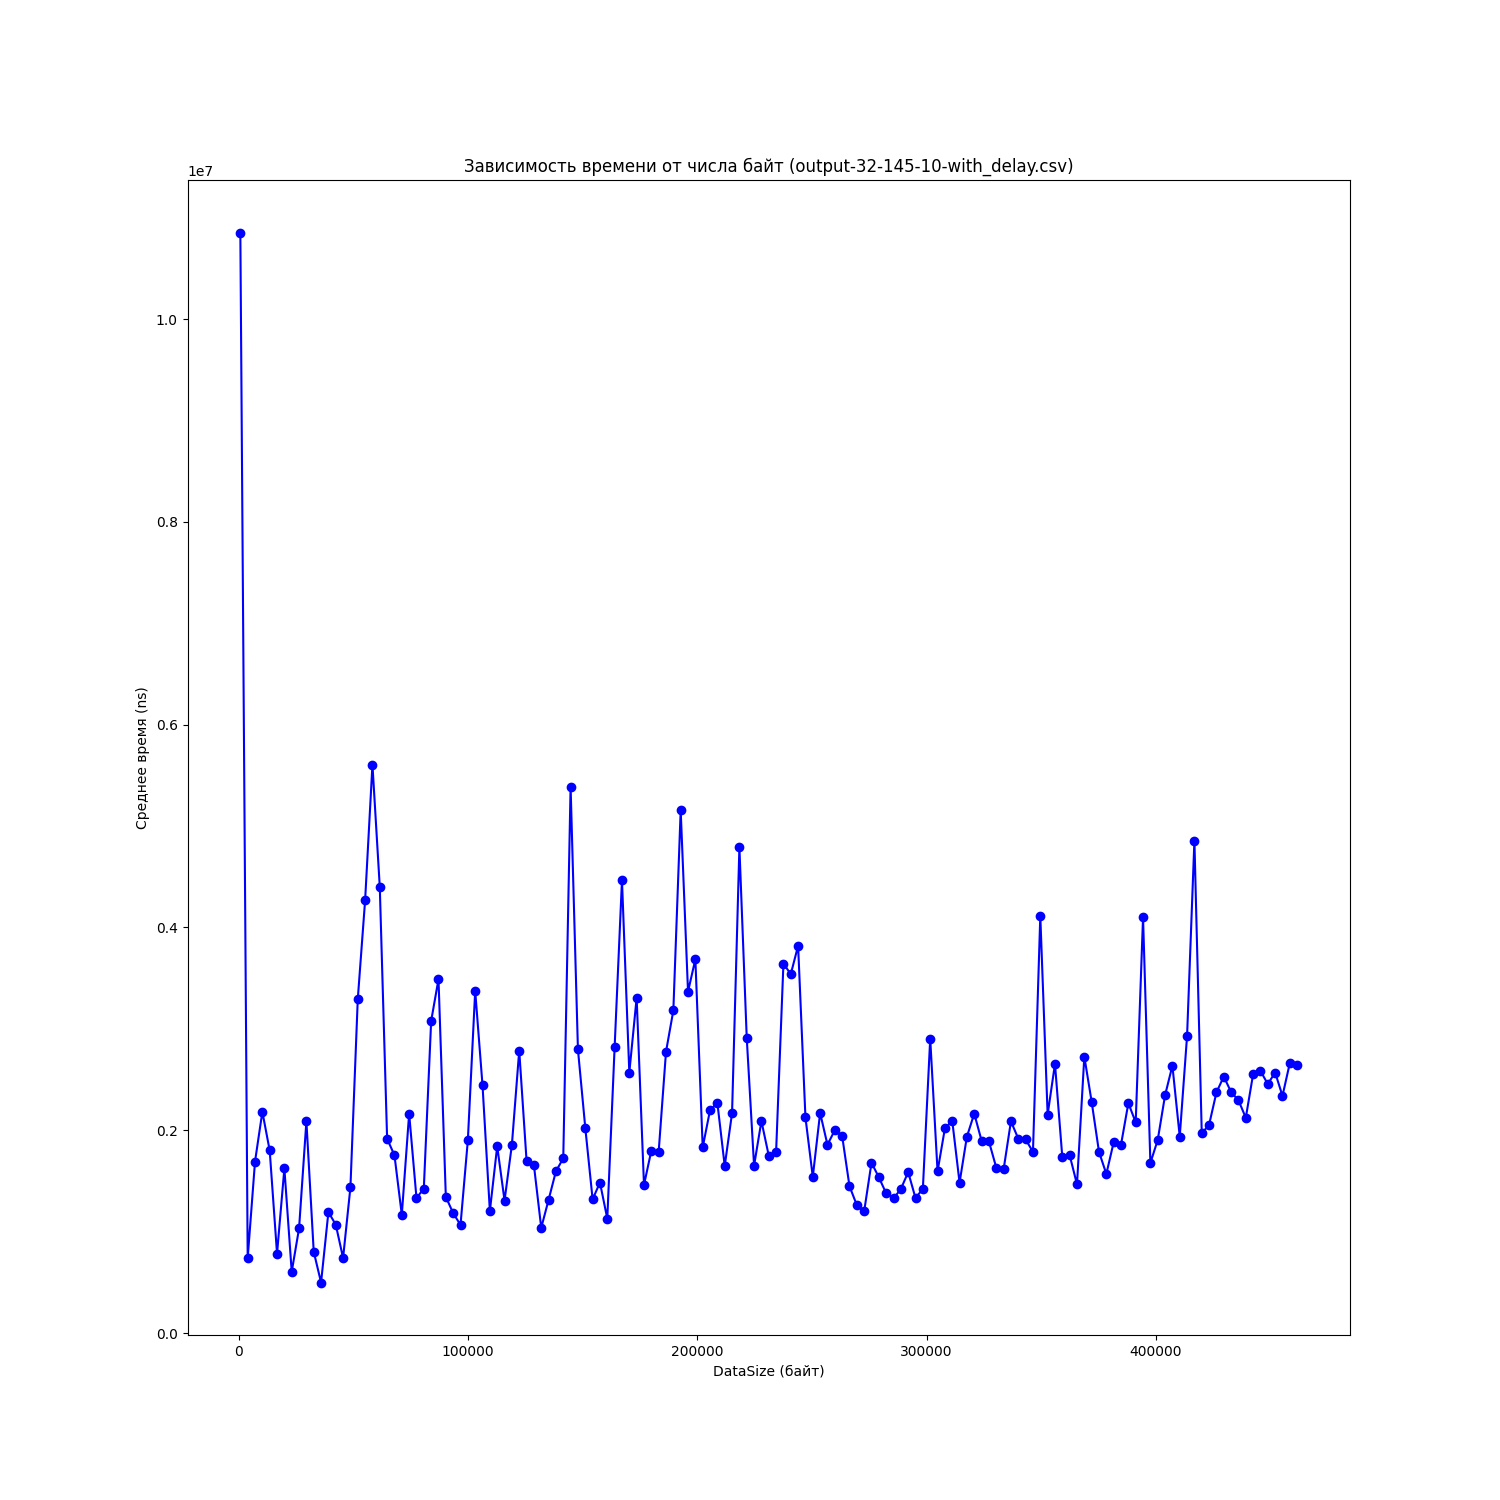 Зависимость времени от числа байт (output-32-145-10-with_delay.csv)
1e7
1.0
0.8
0.6
0.4
0.2
0.0
Среднее время (ns)
0 100000 200000 300000 400000
DataSize (байт)